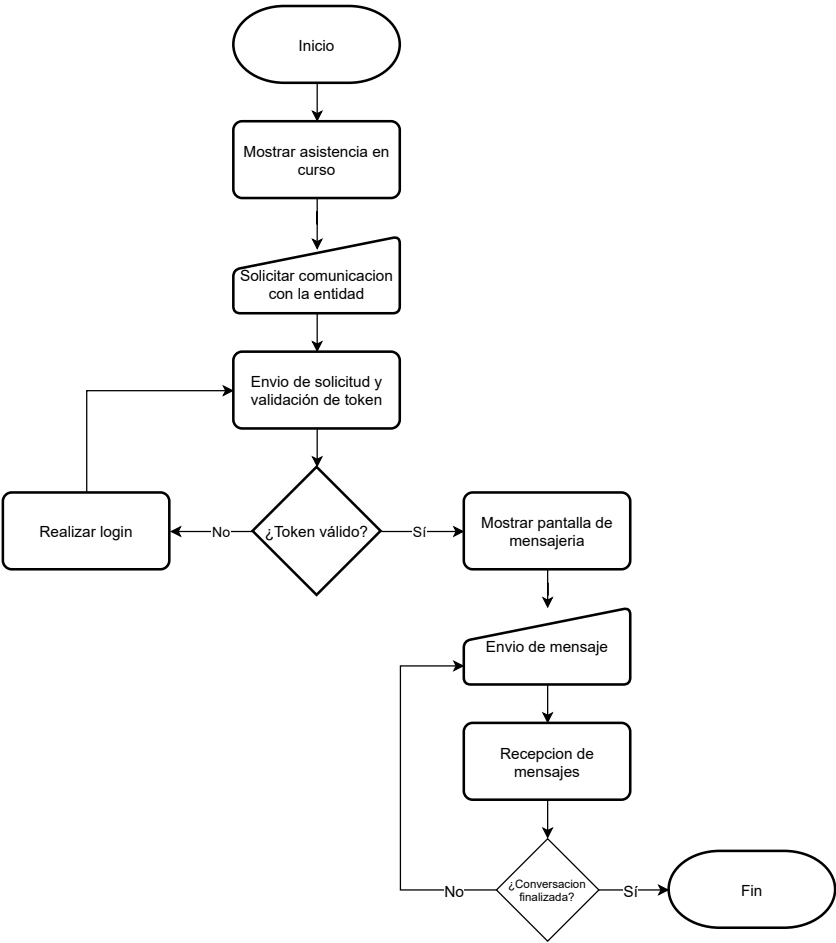 Inicio
Mostrar asistencia en
curso
Solicitar comunicacion
con la entidad
Envio de solicitud y
validación de token
Realizar login
No
¿Token válido?
Sí
Mostrar pantalla de
mensajeria
Envio de mensaje
Recepcion de
mensajes
No
¿Conversacion
finalizada?
Sí
Fin